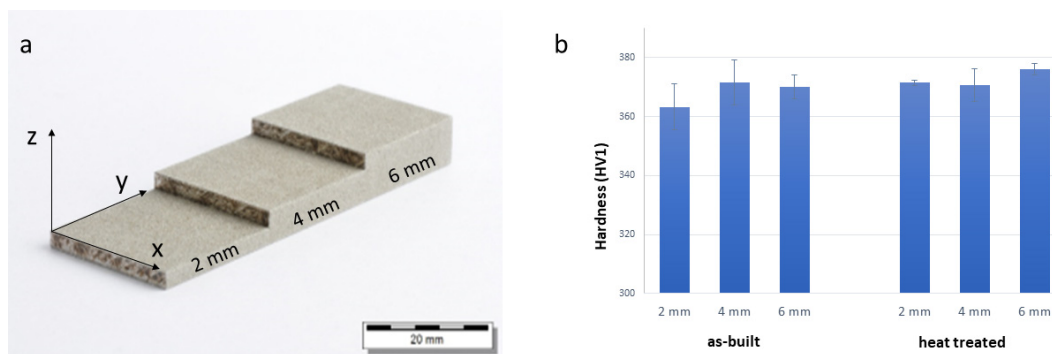 a
z
y
x
2 mm
4 mm
6 mm
20 mm
b
Hardness (HV1)
380
360
340
320
300
2 mm 4 mm 6 mm 2 mm 4 mm 6 mm
as-built heat treated